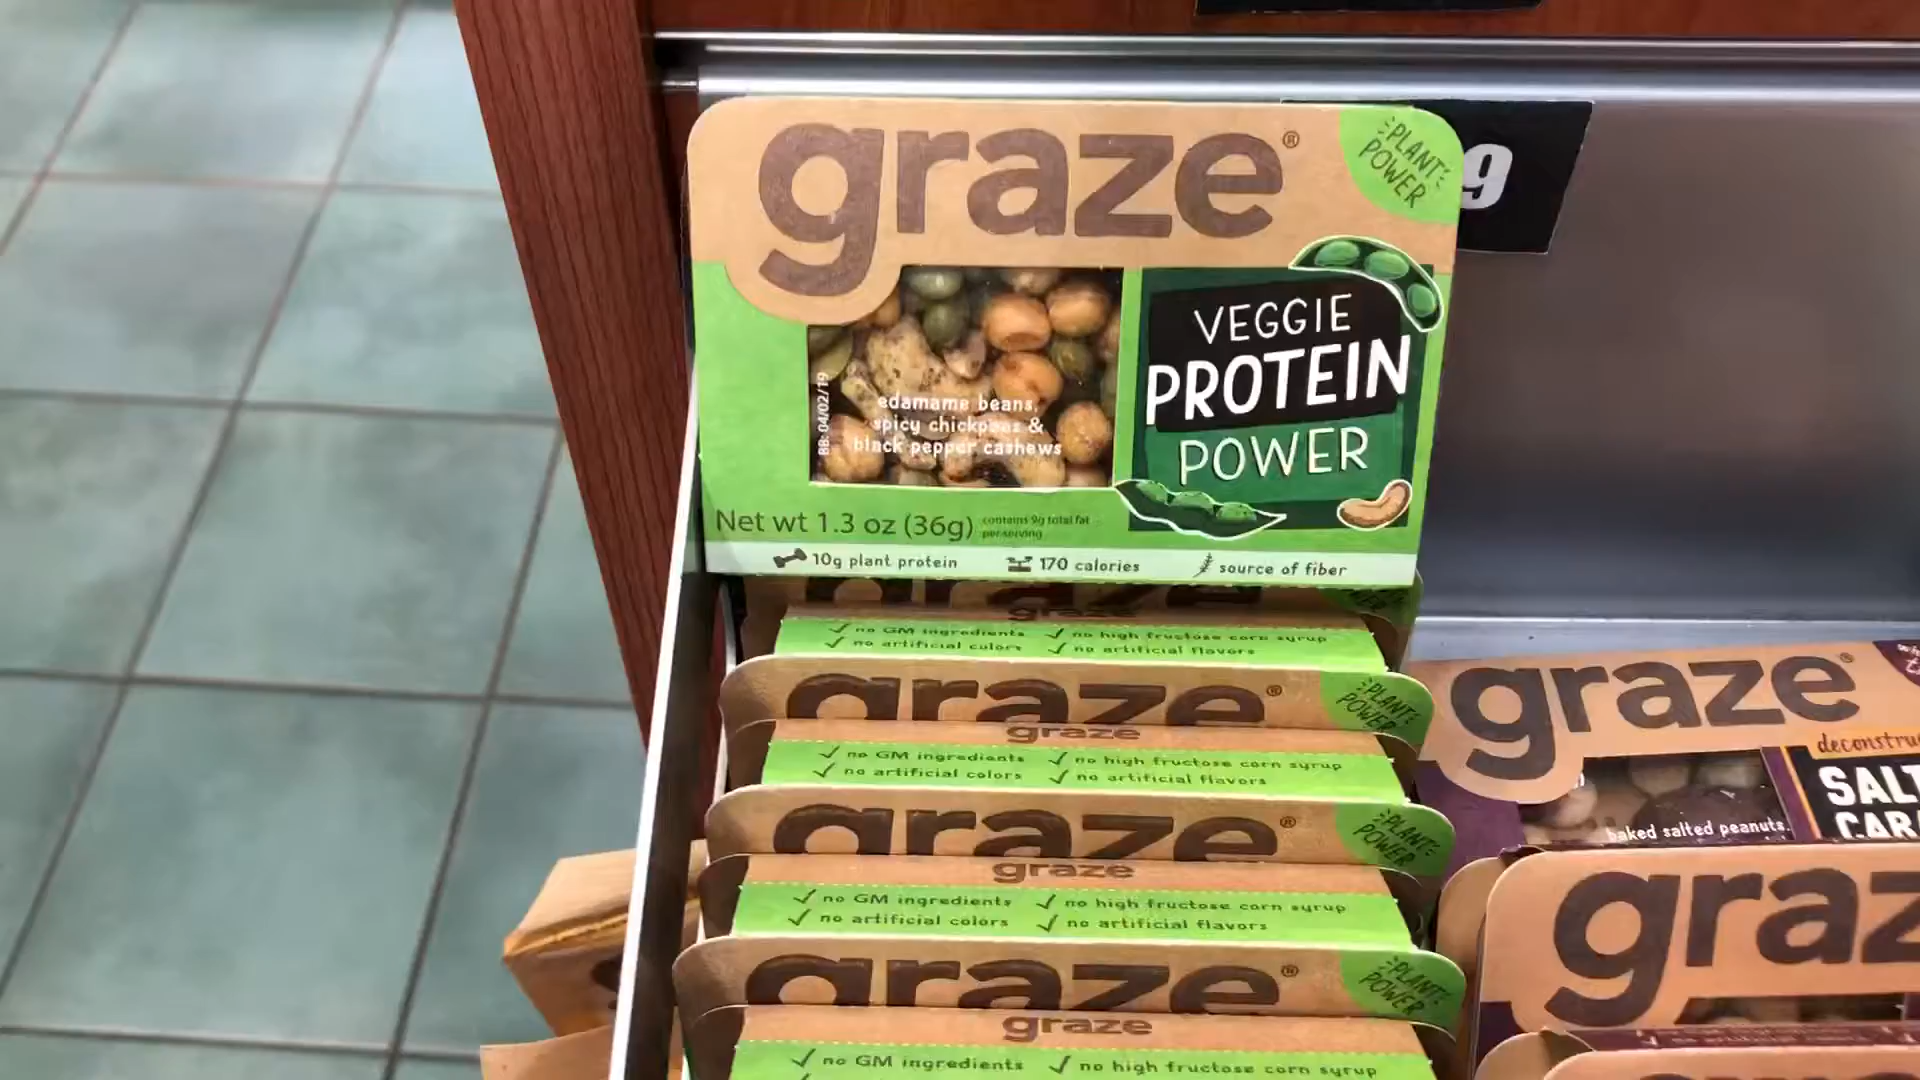 graze®
PLANT
POWER
9
VEGGIE
PROTEIN
POWER
BB: 04/02/19
edamame beans,
spicy chickpeas &
black pepper cashews
Net wt 1.3 oz (36g)
contains 9g total fat
per serving
10g plant protein
170 calories
source of fiber
graze
no GM ingredients
no high fructose corn syrup
no artificial colors
no artificial flavors
graze®
PLANT
POWER
graze
no GM ingredients
no high fructose corn syrup
no artificial colors
no artificial flavors
graze®
PLANT
POWER
graze
no GM ingredients
no high fructose corn syrup
no artificial colors
no artificial flavors
graze®
PLANT
POWER
graze
no GM ingredients
no high fructose corn syrup
graze®
baked salted peanuts,
graze